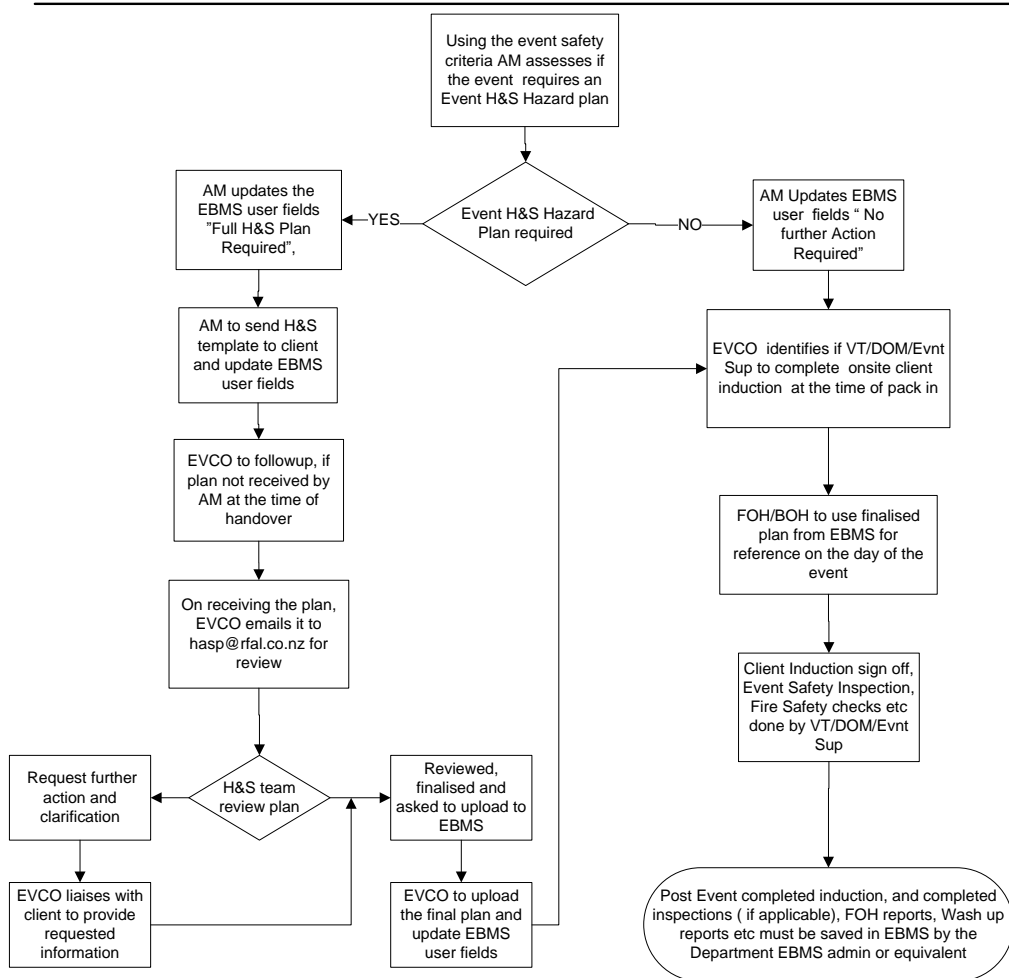 Using the event safety
criteria AM assesses if
the event  requires an
Event H&S Hazard plan
Event H&S Hazard
Plan required
YES
NO
AM updates the
EBMS user fields
"Full H&S Plan
Required",
AM to send H&S
template to client
and update EBMS
user fields
EVCO to followup, if
plan not received by
AM at the time of
handover
On receiving the plan,
EVCO emails it to
hasp@rfal.co.nz for
review
H&S team
review plan
Request further
action and
clarification
EVCO liaises with
client to provide
requested
information
Reviewed,
finalised and
asked to upload to
EBMS
EVCO to upload
the final plan and
update EBMS
user fields
AM Updates EBMS
user  fields " No
further Action
Required"
EVCO  identifies if VT/DOM/Evnt
Sup to complete  onsite client
induction  at the time of pack in
FOH/BOH to use finalised
plan from EBMS for
reference on the day of the
event
Client Induction sign off,
Event Safety Inspection,
Fire Safety checks etc
done by VT/DOM/Evnt
Sup
Post Event completed induction, and completed
inspections ( if applicable), FOH reports, Wash up
reports etc must be saved in EBMS by the
Department EBMS admin or equivalent